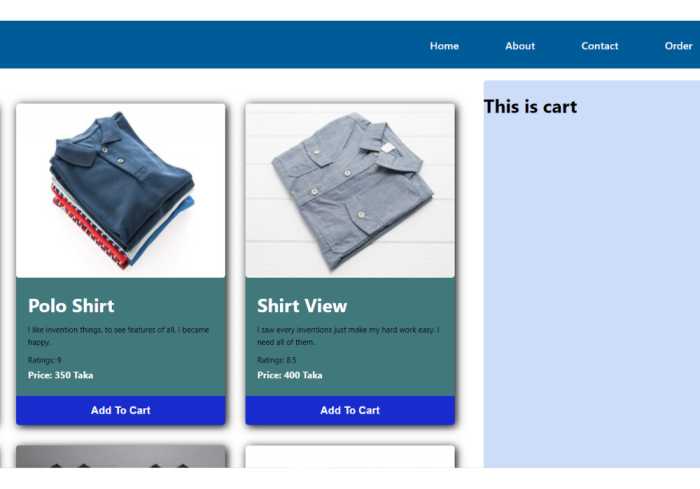 Home About Contact Order
This is cart
Polo Shirt
I like invention things, to see features of all. I became
happy.
Ratings: 9
Price: 350 Taka
Add To Cart
Shirt View
I saw every inventions just make my hard work easy. I
need all of them.
Ratings: 8.5
Price: 400 Taka
Add To Cart